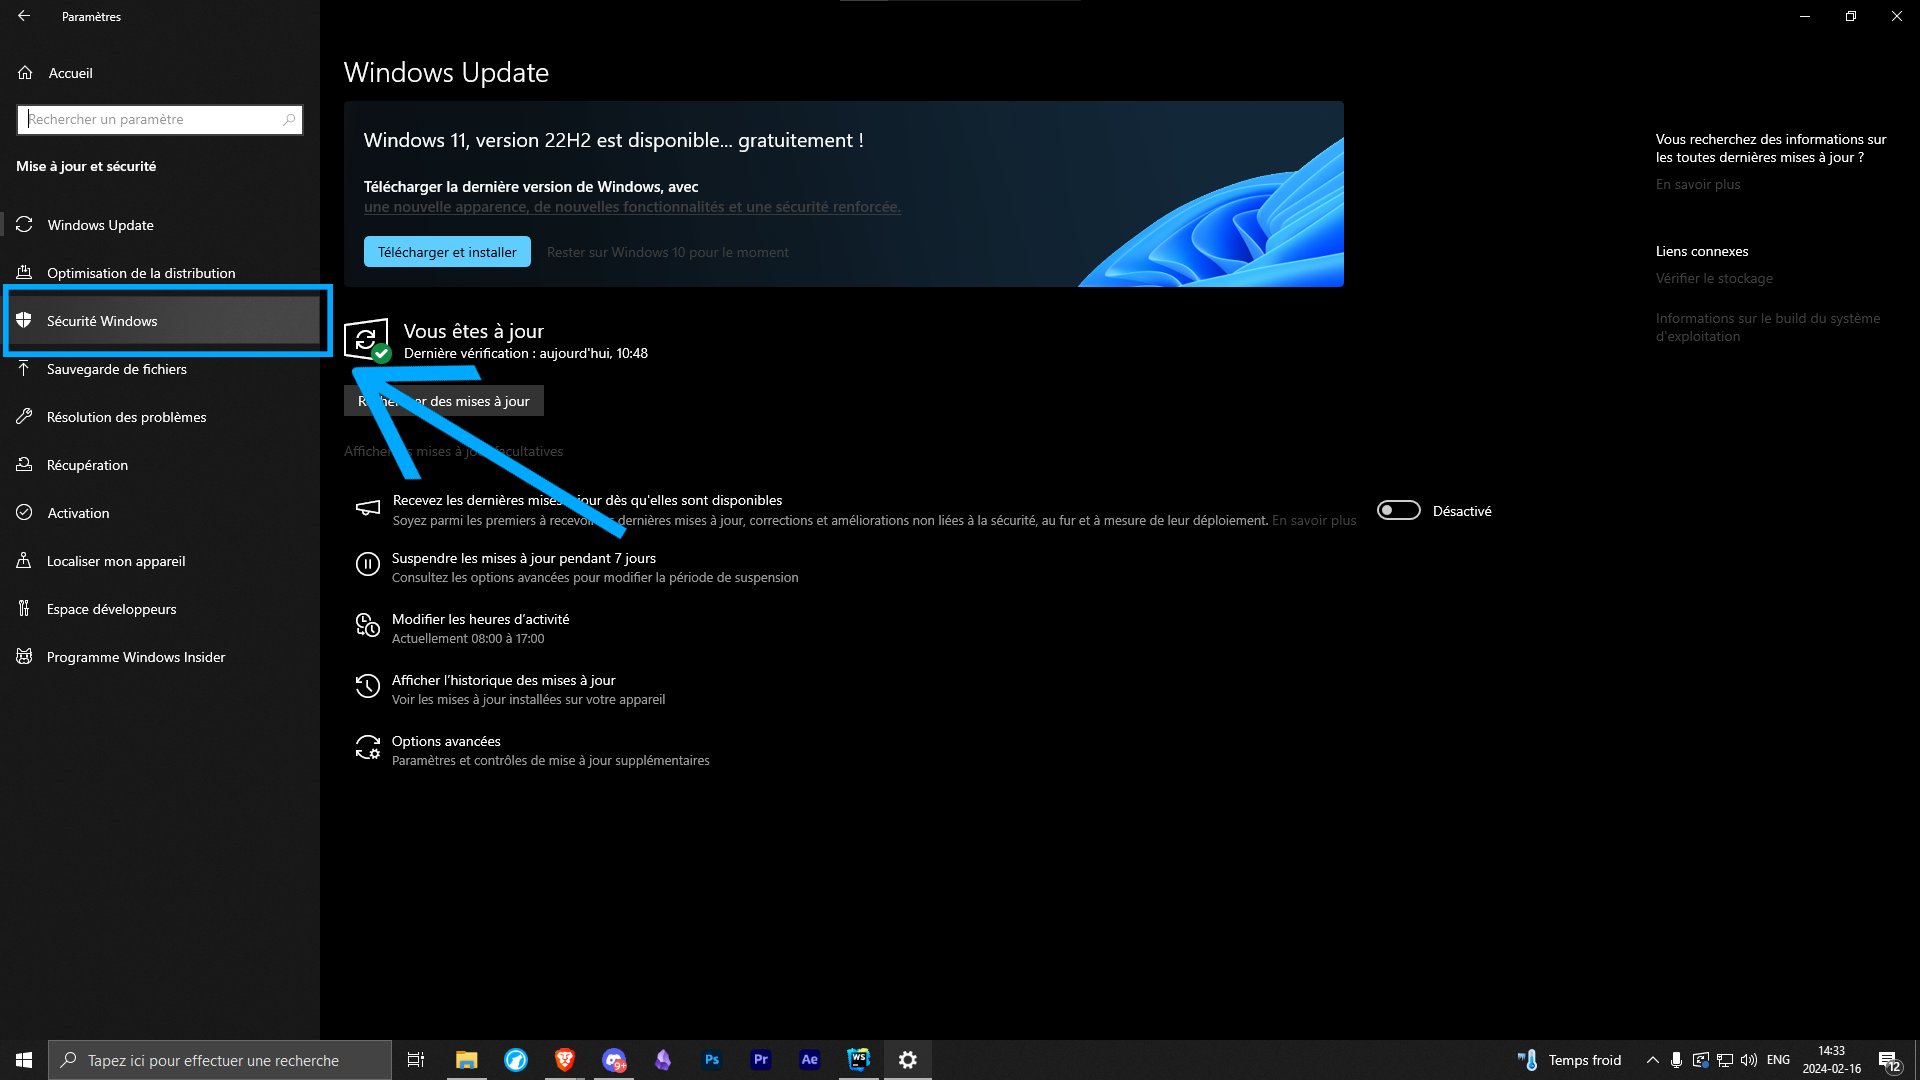 Paramètres
Accueil
Rechercher un paramètre
Mise à jour et sécurité
Windows Update
Optimisation de la distribution
Sécurité Windows
Sauvegarde de fichiers
Résolution des problèmes
Récupération
Activation
Localiser mon appareil
Espace développeurs
Programme Windows Insider
Windows Update
Windows 11, version 22H2 est disponible... gratuitement !
Télécharger la dernière version de Windows, avec
une nouvelle apparence, de nouvelles fonctionnalités et une sécurité renforcée.
Télécharger et installer
Rester sur Windows 10 pour le moment
Vous êtes à jour
Dernière vérification : aujourd'hui, 10:48
des mises à jour
mises à
Recevez les dernières mises jour dès qu'elles sont disponibles
Soyez parmi les premiers à dernières mises à jour, corrections et améliorations non liées à la sécurité, au fur et à mesure de leur déploiement. En savoir plus
Désactivé
Suspendre les mises à jour pendant 7 jours
Consultez les options avancées pour modifier la période de suspension
Modifier les heures d’activité
Actuellement 08:00 à 17:00
Afficher l’historique des mises à jour
Voir les mises à jour installées sur votre appareil
Options avancées
Paramètres et contrôles de mise à jour supplémentaires
Vous recherchez des informations sur
les toutes dernières mises à jour ?
En savoir plus
Liens connexes
Vérifier le stockage
Informations sur le build du système
d'exploitation
Tapez ici pour effectuer une recherche
9+
Ps
Pr
Ae
WS
Temps froid
ENG
14:33
2024-02-16
12